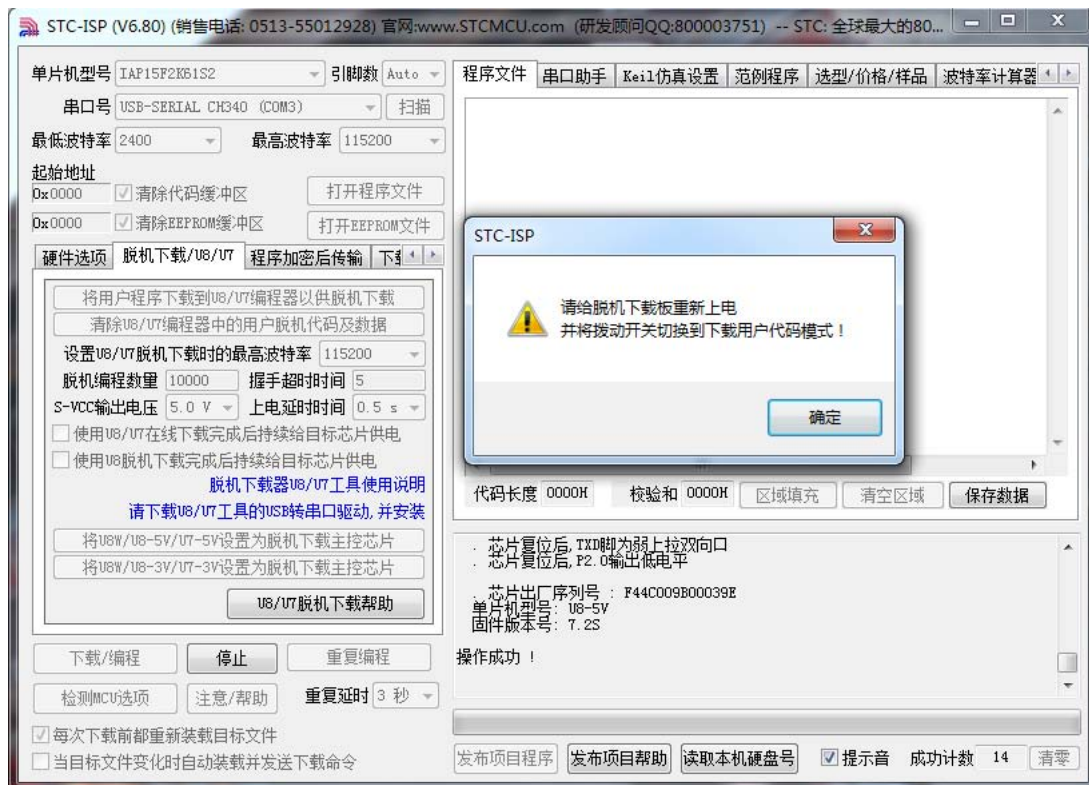 STC-ISP (V6.80) (销售电话: 0513-55012928) 官网:www.STCMCU.com (研发顾问QQ:800003751) -- STC: 全球最大的80...
单片机型号 IAP15F2K61S2 引脚数 Auto
串口号 USB-SERIAL CH340 (COM3) 扫描
最低波特率 2400 最高波特率 115200
起始地址
0x0000 清除代码缓冲区 打开程序文件
0x0000 清除EEPROM缓冲区 打开EEPROM文件
硬件选项 脱机下载/U8/U7 程序加密后传输
将用户程序下载到U8/U7编程器以供脱机下载
清除U8/U7编程器中的用户脱机代码及数据
设置U8/U7脱机下载时的最高波特率 115200
脱机编程数量 10000 握手超时时间 5
S-VCC输出电压 5.0 V 上电延时时间 0.5 s
使用U8/U7在线下载完成后持续给目标芯片供电
使用U8脱机下载完成后持续给目标芯片供电
脱机下载器U8/U7工具使用说明
请下载U8/U7工具的USB转串口驱动,并安装
将U8W/U8-5V/U7-5V设置为脱机下载主控芯片
将U8W/U8-3V/U7-3V设置为脱机下载主控芯片
U8/U7脱机下载帮助
下载/编程 停止 重复编程
检测MCU选项 注意/帮助 重复延时 3 秒
每次下载前都重新装载目标文件
当目标文件变化时自动装载并发送下载命令
程序文件 串口助手 Keil仿真设置 范例程序 选型/价格/样品 波特率计算器
STC-ISP
请给脱机下载板重新上电
并将拨动开关切换到下载用户代码模式！
确定
代码长度 0000H 校验和 0000H 区域填充 清空区域 保存数据
. 芯片复位后,TXD脚为弱上拉双向口
. 芯片复位后,P2.0输出低电平
. 芯片出厂序列号 : F44C009B00039E
单片机型号: U8-5V
固件版本号: 7.2S
操作成功 !
发布项目程序 发布项目帮助 读取本机硬盘号 提示音 成功计数 14 清零